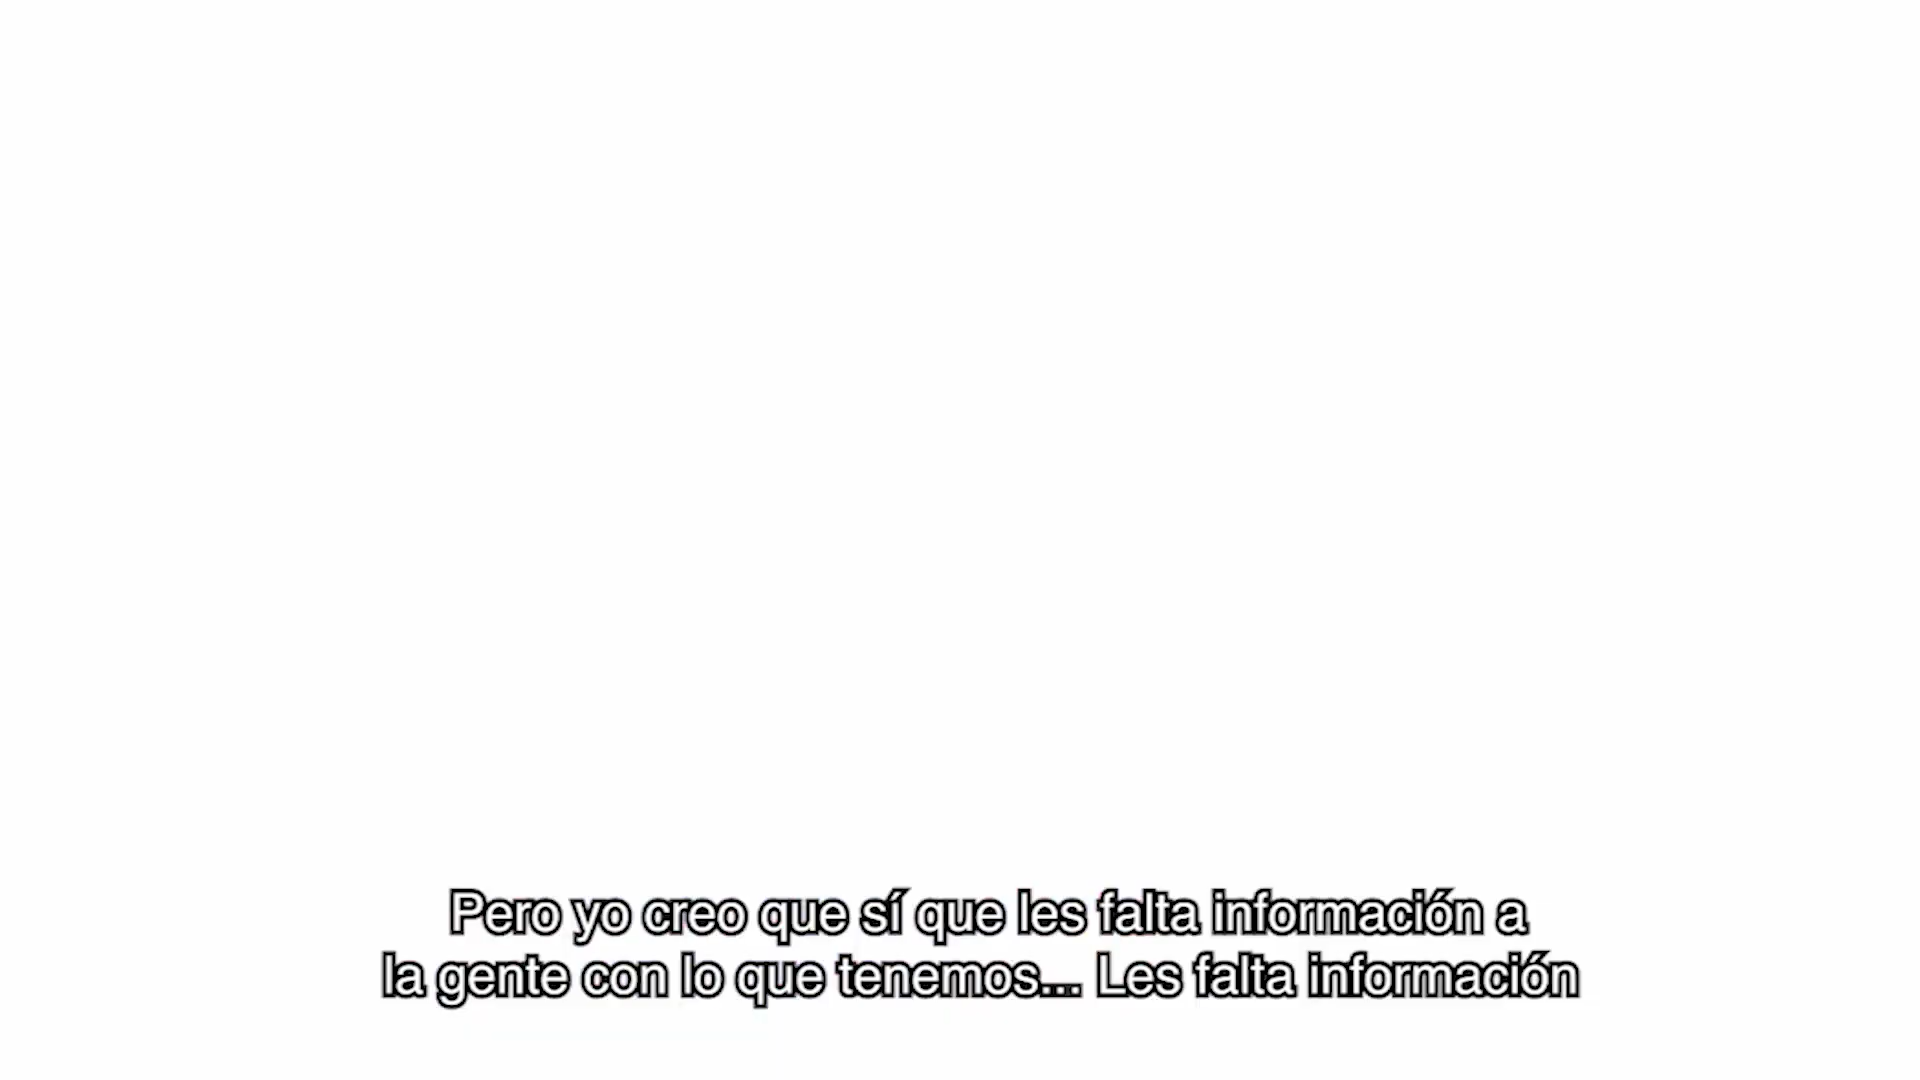 Pero yo creo que sí que les falta información a
la gente con lo que tenemos... Les falta información